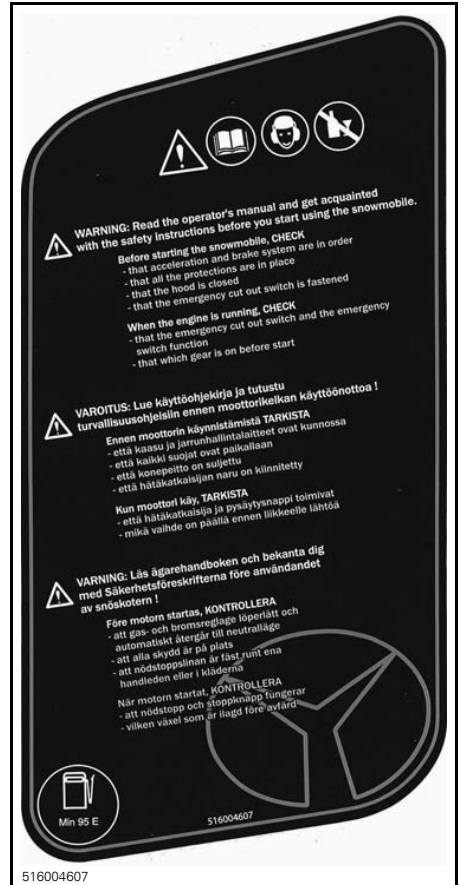 WARNING: Read the operator's manual and get acquainted
with the safety instructions before you start using the snowmobile.
Before starting the snowmobile, CHECK
- that acceleration and brake system are in order
- that all the protections are in place
- that the hood is closed
- that the emergency cut out switch is fastened
When the engine is running, CHECK
- that the emergency cut out switch and the emergency
switch function
- that which gear is on before start
VAROITUS: Lue käyttöohjekirja ja tutustu
turvallisuusohjeisiin ennen moottorikelkan käyttöönottoa !
Ennen moottorin käynnistämistä TARKISTA
- että kaasu ja jarrunhallintalaitteet ovat kunnossa
- että kaikki suojat ovat paikallaan
- että konepeitto on suljettu
- että hätäkatkaisijan naru on kiinnitetty
Kun moottori käy, TARKISTA
- että hätäkatkaisija ja pysäytysnappi toimivat
- mikä vaihde on päällä ennen liikkeelle lähtöä
VARNING: Läs ägarehandboken och bekanta dig
med Säkerhetsföreskrifterna före användandet
av snöskotern !
Före motorn startas, KONTROLLERA
- att gas- och bromsreglage löperlätt och
automatiskt återgår till neutralläge
- att alla skydd är på plats
- att nödstoppslinan är fäst runt ena
handleden eller i kläderna
När motorn startat, KONTROLLERA
- att nödstopp och stoppknapp fungerar
- vilken växel som är ilagd före avfärd
Min 95 E
516004607
516004607